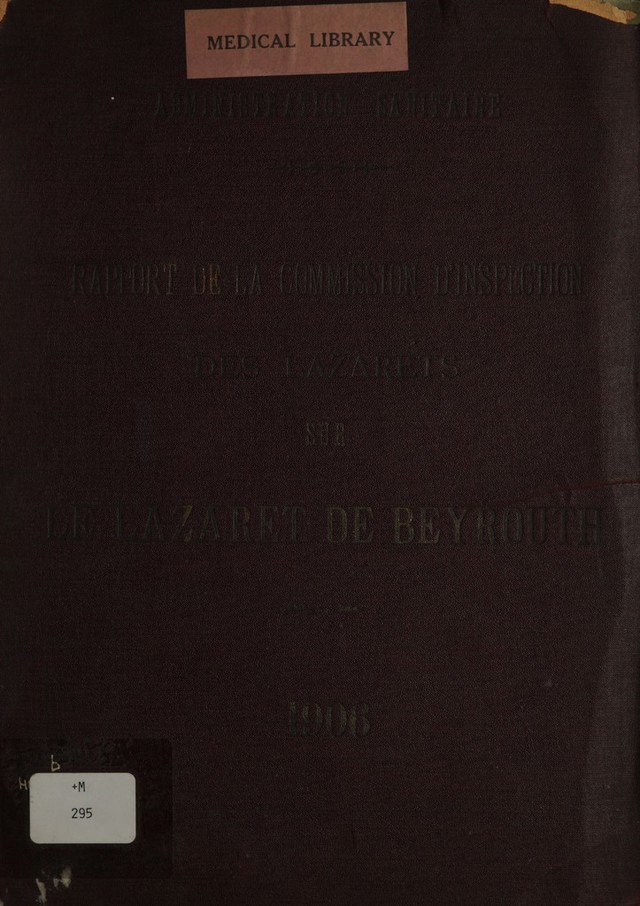 MEDICAL LIBRARY
ADMINISTRATION SANITAIRE
RAPPORT DE LA COMMISSION D'INSPECTION
DES LAZARETS
SUR
LE LAZARET DE BEYROUTH
1906
+M
295